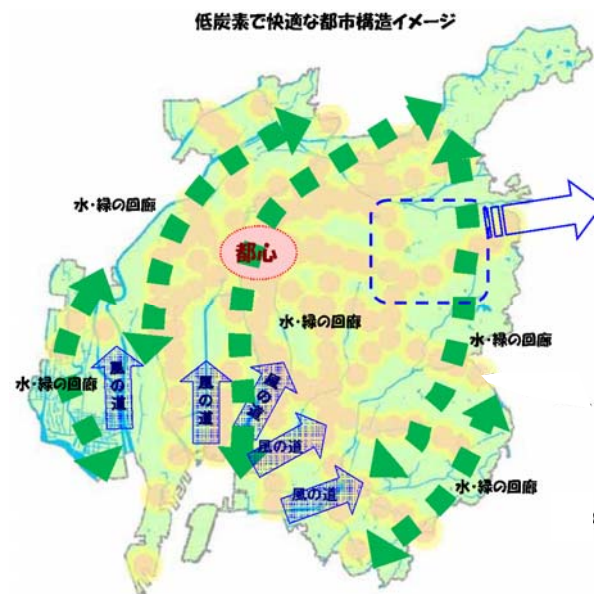 低炭素で快適な都市構造イメージ
水・緑の回廊
都心
水・緑の回廊
水・緑の回廊
水・緑の回廊
風の道
風の道
風の道
風の道
風の道
水・緑の回廊